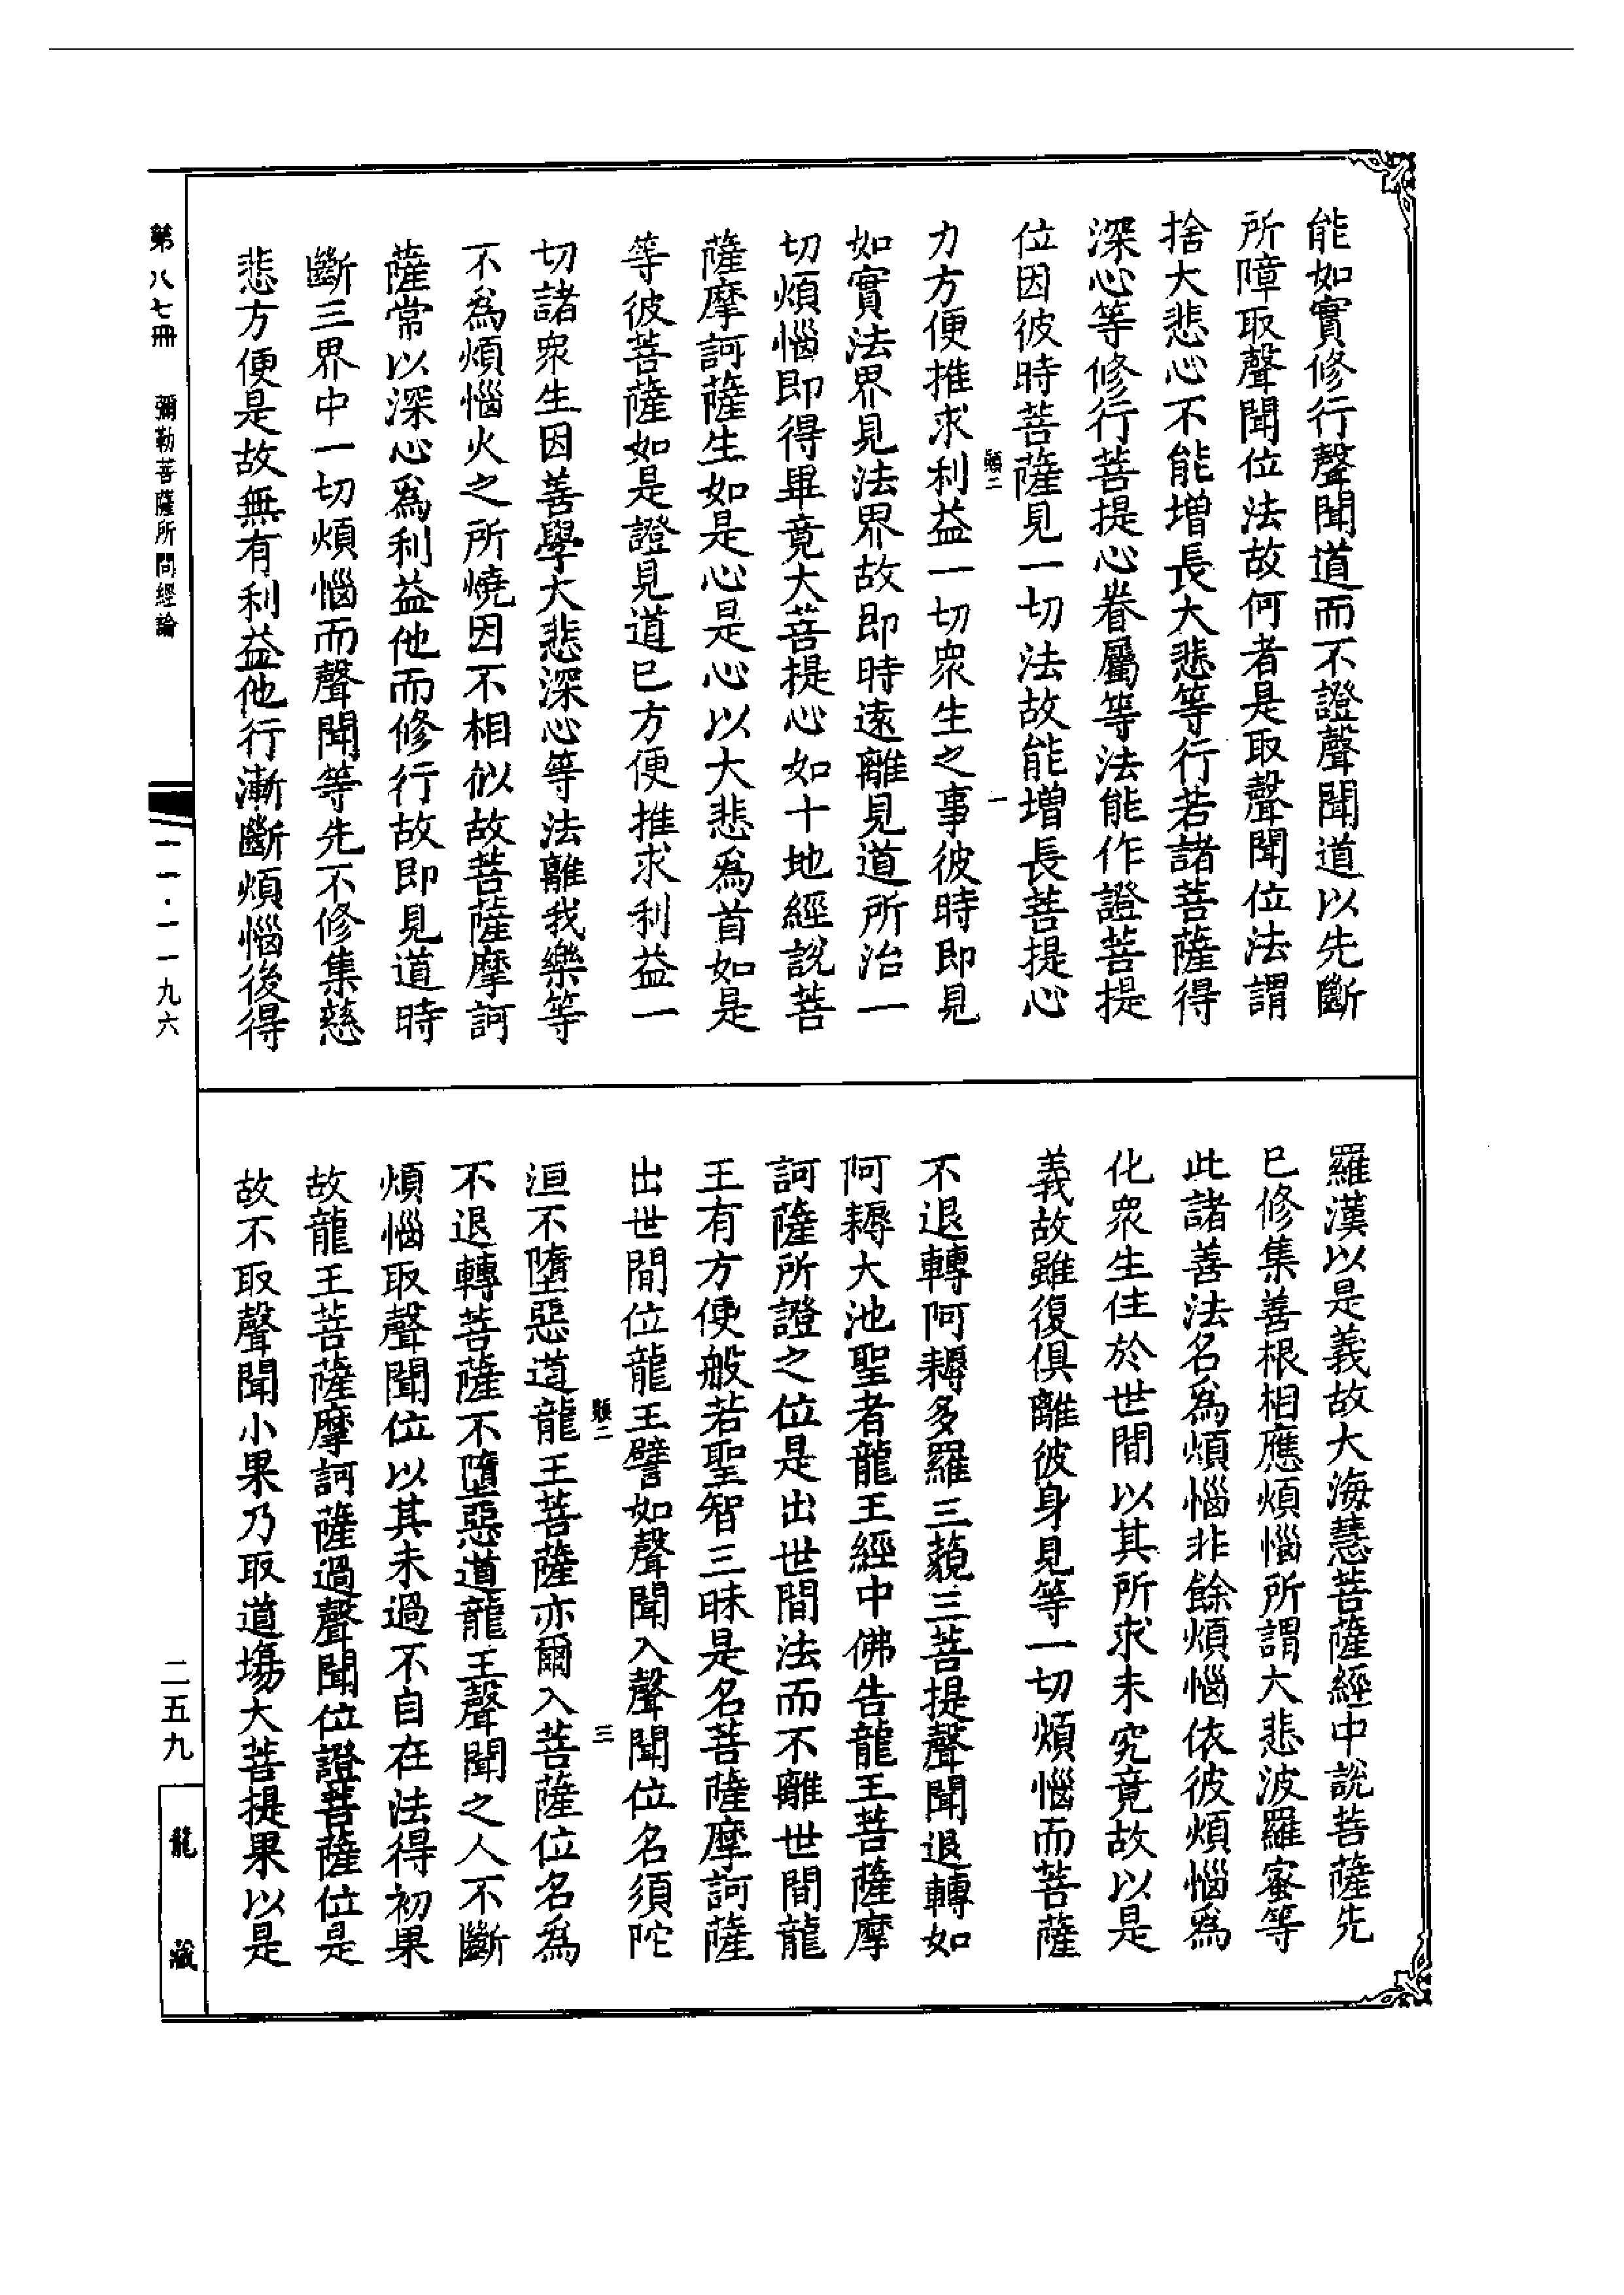 能如實修行聲聞道而不證聲聞道以先斷
所障取聲聞位法故何者是取聲聞位法謂
捨大悲心不能增長大悲等行若諸菩薩得
深心等修行菩提心眷屬等法能作證菩提
位因彼時菩薩見一切法故能增長菩提心
力方便推求利益一切衆生之事彼時即見
如實法界見法界故即時遠離見道所治一
切煩惱即得畢竟大菩提心如十地經說菩
薩摩訶薩生如是心是心以大悲爲首如是
等彼菩薩如是證見道已方便推求利益一
切諸衆生因善學大悲深心等法離我樂等
不爲煩惱火之所燒因不相似故菩薩摩訶
薩常以深心爲利益他而修行故即見道時
斷三界中一切煩惱而聲聞等先不修集慈
悲方便是故無有利益他行漸斷煩惱後得
羅漢以是義故大海慧菩薩經中說菩薩先
已修集善根相應煩惱所謂大悲波羅蜜等
此諸善法名爲煩惱非餘煩惱依彼煩惱爲
化衆生住於世間以其所求未究竟故以是
義故雖復俱離彼身見等一切煩惱而菩薩
不退轉阿耨多羅三藐三菩提聲聞退轉如
阿耨大池聖者龍王經中佛告龍王菩薩摩
訶薩所證之位是出世間法而不離世間龍
王有方便般若聖智三昧是名菩薩摩訶薩
出世間位龍王譬如聲聞入聲聞位名須陀
洹不墮惡道龍王菩薩亦爾入菩薩位名爲
不退轉菩薩不墮惡道龍王聲聞之人不斷
煩惱取聲聞位以其未過不自在法得初果
故龍王菩薩摩訶薩過聲聞位證菩薩位是
故不取聲聞小果乃取道場大菩提果以是
第八七冊　彌勒菩薩所問經論
一一·一一九六
二五九
龍藏